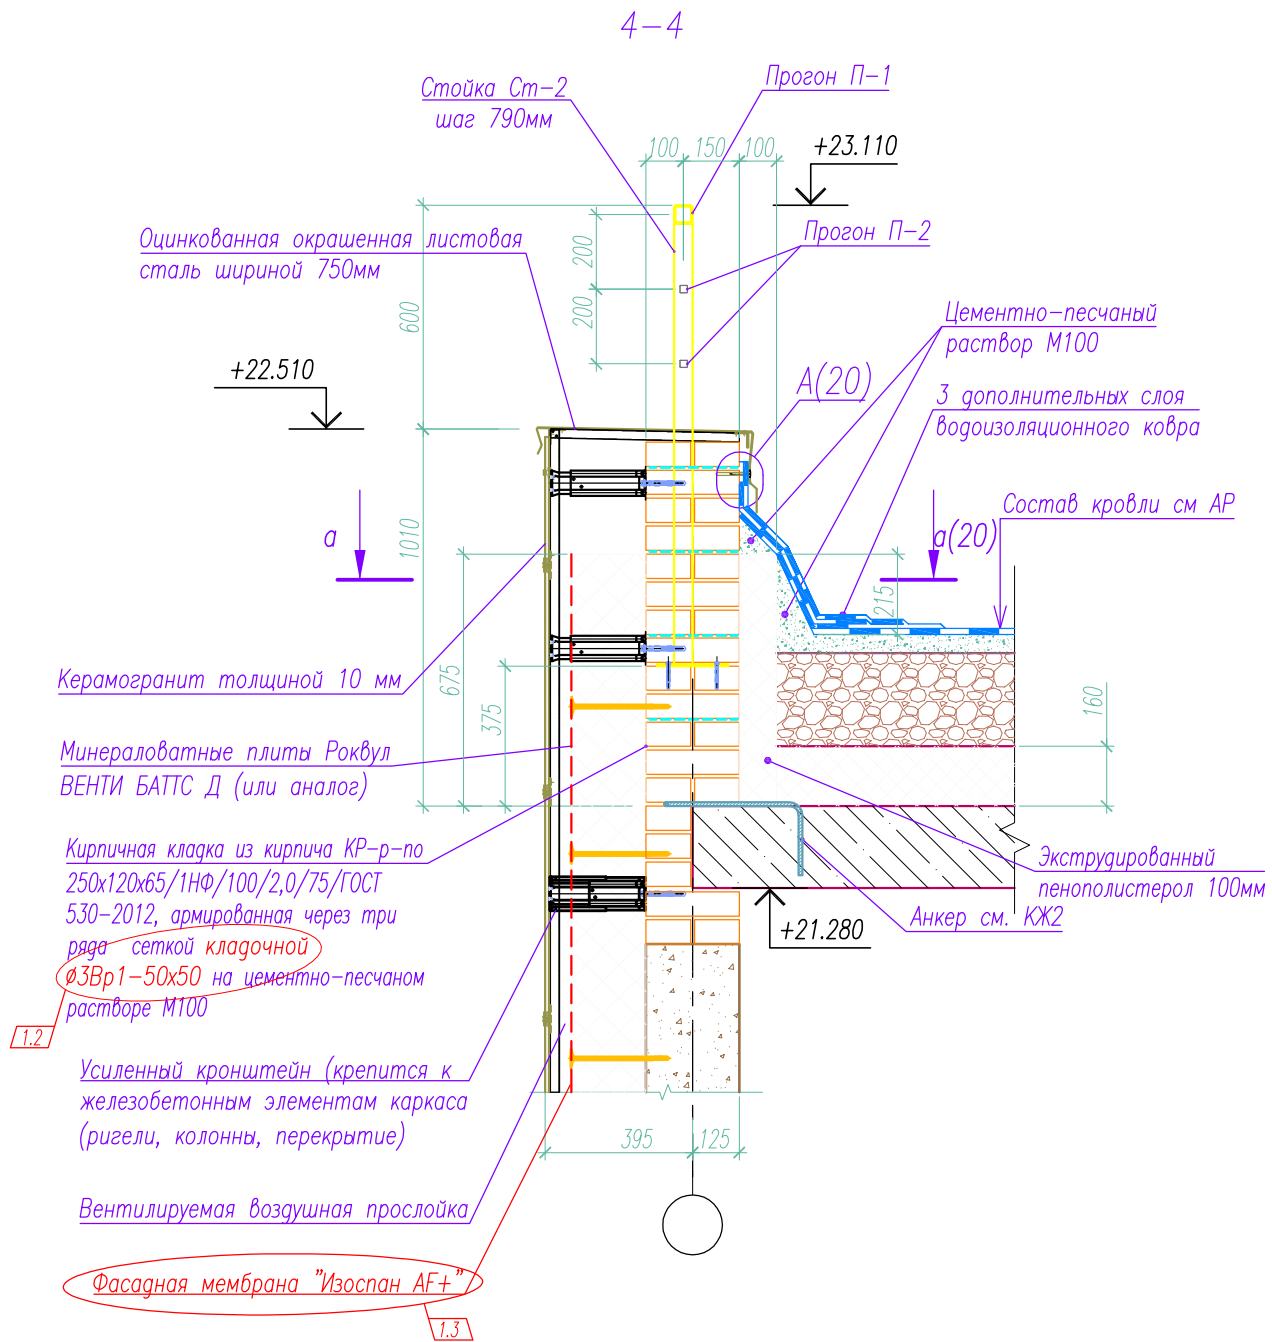 4-4
Стойка Ст-2
шаг 790мм
Прогон П-1
100
150
100
+23.110
Оцинкованная окрашенная листовая
сталь шириной 750мм
Прогон П-2
200
200
600
Цементно-песчаный
раствор М100
+22.510
А(20)
3 дополнительных слоя
водоизоляционного ковра
Состав кровли см АР
а
1010
а(20)
215
675
375
160
Керамогранит толщиной 10 мм
Минераловатные плиты Роквул
ВЕНТИ БАТТС Д (или аналог)
Кирпичная кладка из кирпича КР-р-по
250х120х65/1НФ/100/2,0/75/ГОСТ
530-2012, армированная через три
ряда сеткой кладочной
ø3Вр1-50х50 на цементно-песчаном
растворе М100
1.2
Экструдированный
пенополистерол 100мм
Анкер см. КЖ2
+21.280
Усиленный кронштейн (крепится к
железобетонным элементам каркаса
(ригели, колонны, перекрытие)
395
125
Вентилируемая воздушная прослойка
Фасадная мембрана "Изоспан AF+"
1.3